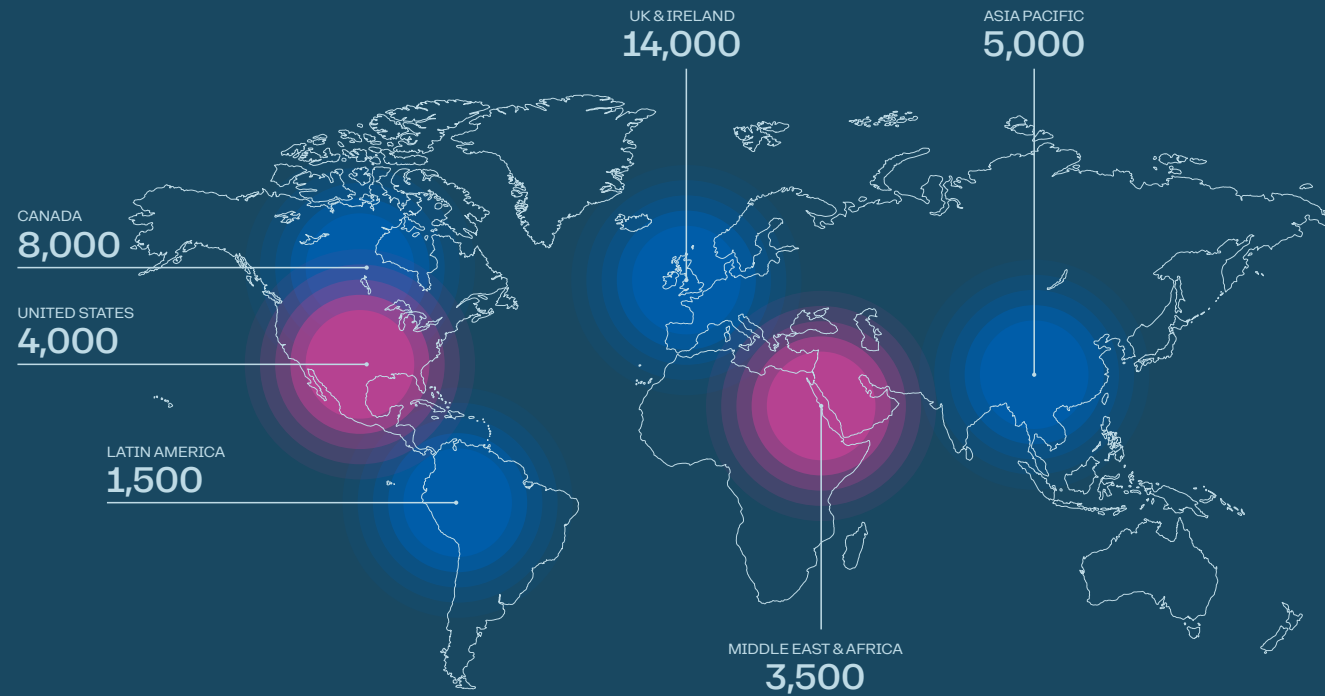 UK & IRELAND
14,000
ASIA PACIFIC
5,000
CANADA
8,000
UNITED STATES
4,000
LATIN AMERICA
1,500
MIDDLE EAST & AFRICA
3,500